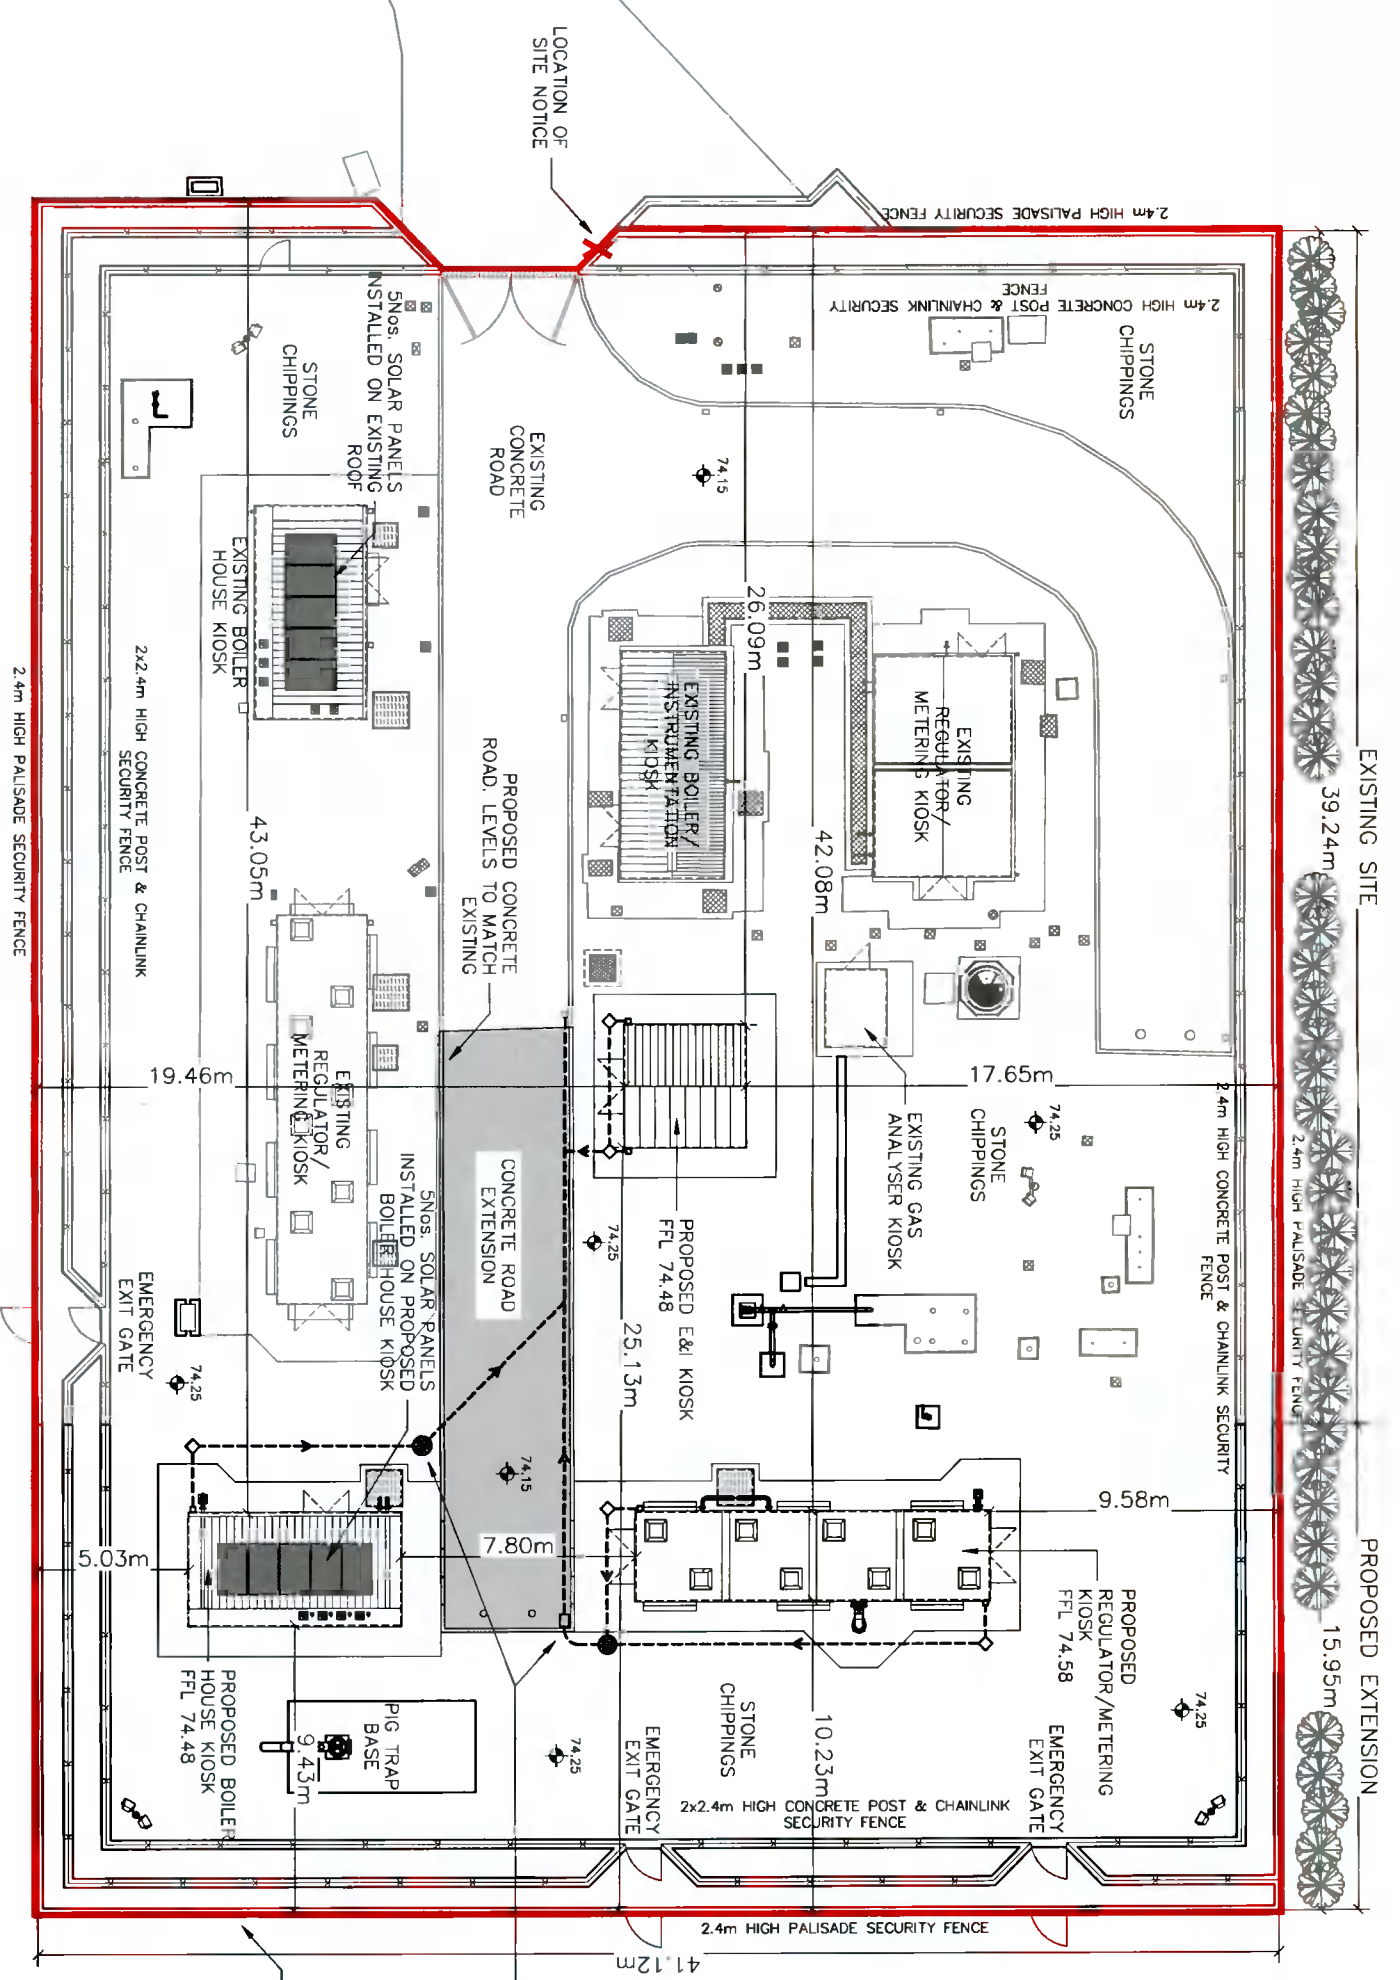 LOCATION OF
SITE NOTICE
2.4m HIGH PALISADE SECURITY FENCE
2.4m HIGH CONCRETE POST & CHAINLINK SECURITY
FENCE
STONE
CHIPPINGS
5Nos. SOLAR PANELS
INSTALLED ON EXISTING
ROOF
STONE
CHIPPINGS
EXISTING
CONCRETE
ROAD
74.15
EXISTING BOILER
HOUSE KIOSK
26.09m
EXISTING BOILER/
INSTRUMENTATION
KIOSK
EXISTING
REGULATOR/
METERING KIOSK
EXISTING SITE
39.24m
2x2.4m HIGH CONCRETE POST & CHAINLINK
SECURITY FENCE
2.4m HIGH PALISADE SECURITY FENCE
43.05m
PROPOSED CONCRETE
ROAD. LEVELS TO MATCH
EXISTING
42.08m
19.46m
17.65m
EXISTING
REGULATOR/
METERING KIOSK
EXISTING GAS
ANALYSER KIOSK
STONE
CHIPPINGS
74.25
2.4m HIGH CONCRETE POST & CHAINLINK SECURITY
FENCE
2.4m HIGH PALISADE SECURITY FENCE
CONCRETE ROAD
EXTENSION
5Nos. SOLAR PANELS
INSTALLED ON PROPOSED
BOILER HOUSE KIOSK
74.25
PROPOSED E&I KIOSK
FFL 74.48
25.13m
EMERGENCY
EXIT GATE
74.25
74.15
9.58m
5.03m
7.80m
PROPOSED
REGULATOR/METERING
KIOSK
FFL 74.58
PROPOSED EXTENSION
15.95m
PROPOSED BOILER
HOUSE KIOSK
FFL 74.48
PIG TRAP
BASE
9.43m
74.25
STONE
CHIPPINGS
10.23m
74.25
EMERGENCY
EXIT GATE
EMERGENCY
EXIT GATE
2x2.4m HIGH CONCRETE POST & CHAINLINK
SECURITY FENCE
2.4m HIGH PALISADE SECURITY FENCE
41.12m